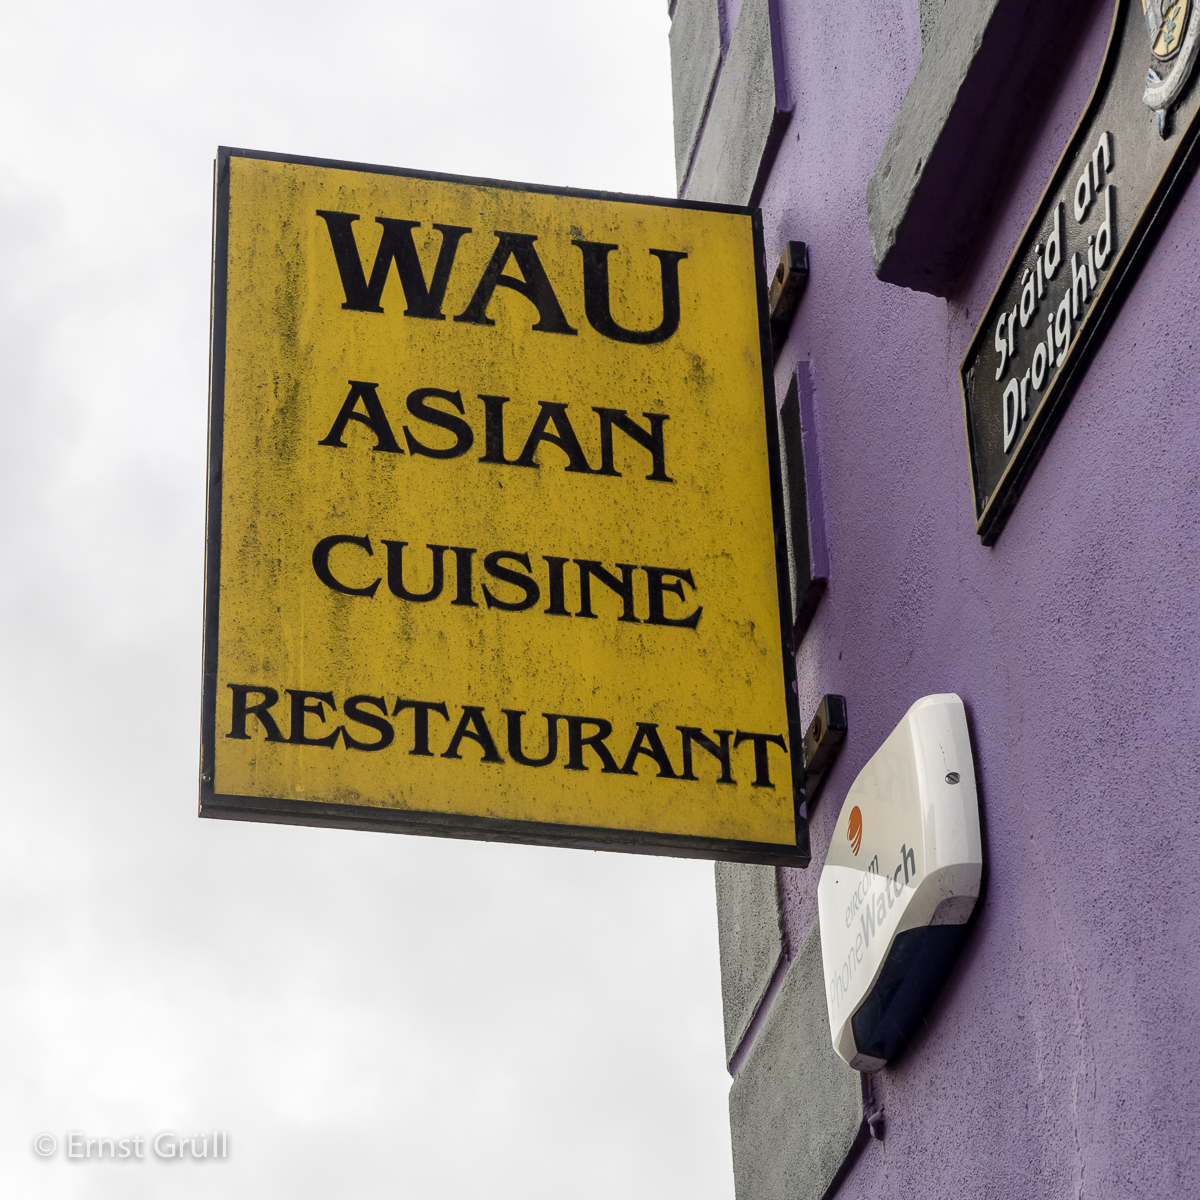 WAU
ASIAN
CUISINE
RESTAURANT
Sráid an
Droighid
eircom
PhoneWatch
© Ernst Grüll